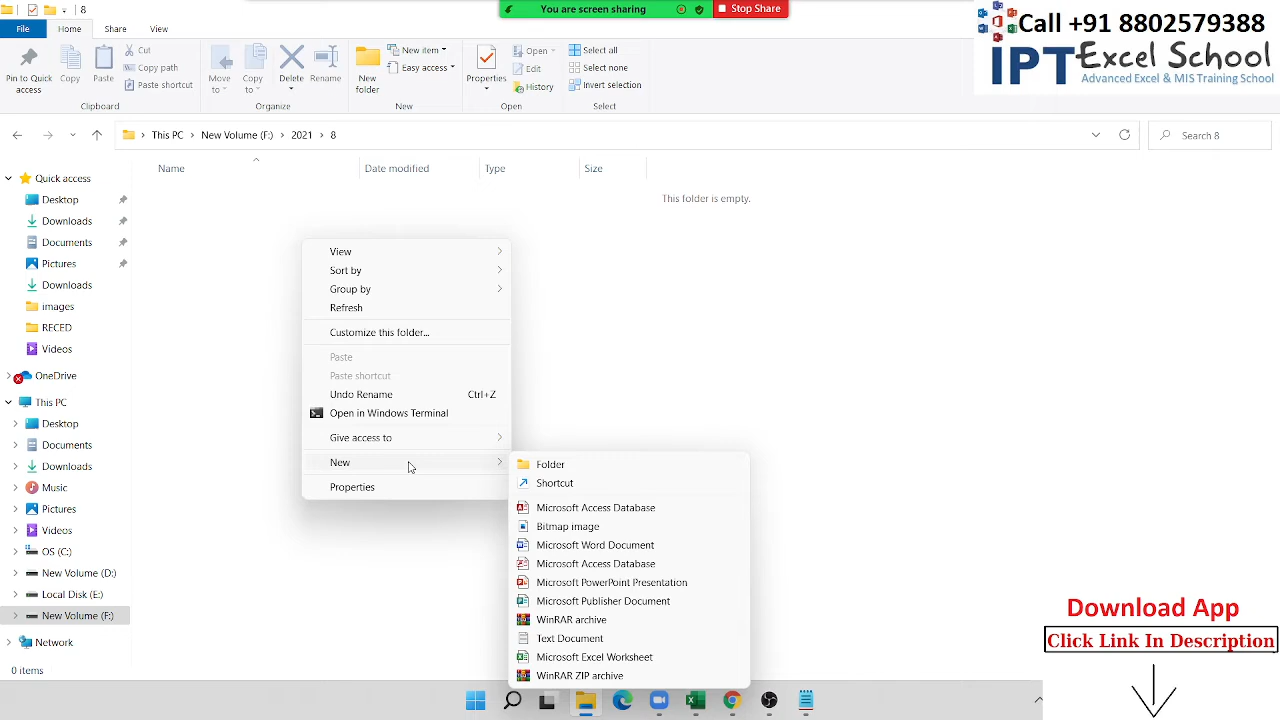 8
You are screen sharing
Stop Share
Call +91 8802579388
IPT Excel School
Advanced Excel & MIS Training School
File
Home
Share
View
Pin to Quick access
Copy
Paste
Cut
Copy path
Paste shortcut
Clipboard
Move to
Copy to
Delete
Rename
Organize
New folder
New item
Easy access
New
Properties
Open
Edit
History
Open
Select all
Select none
Invert selection
Select
This PC
New Volume (F:)
2021
8
Search 8
Name
Date modified
Type
Size
This folder is empty.
Quick access
Desktop
Downloads
Documents
Pictures
Downloads
images
RECED
Videos
OneDrive
This PC
Desktop
Documents
Downloads
Music
Pictures
Videos
OS (C:)
New Volume (D:)
Local Disk (E:)
New Volume (F:)
Network
0 items
View
Sort by
Group by
Refresh
Customize this folder...
Paste
Paste shortcut
Undo Rename Ctrl+Z
Open in Windows Terminal
Give access to
New
Properties
Folder
Shortcut
Microsoft Access Database
Bitmap image
Microsoft Word Document
Microsoft Access Database
Microsoft PowerPoint Presentation
Microsoft Publisher Document
WinRAR archive
Text Document
Microsoft Excel Worksheet
WinRAR ZIP archive
Download App
Click Link In Description